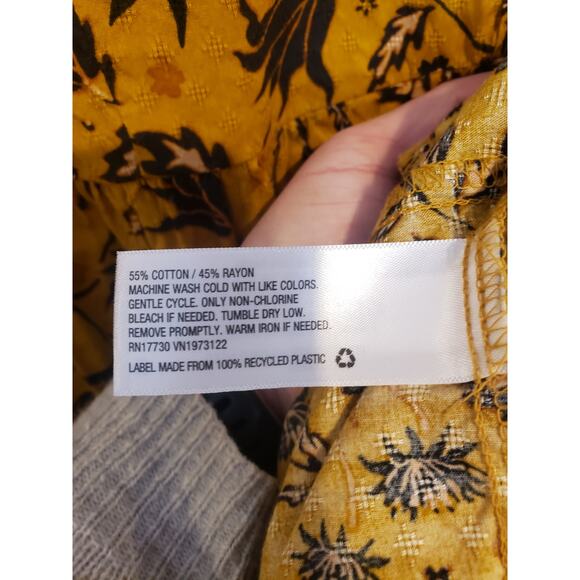 55% COTTON / 45% RAYON
MACHINE WASH COLD WITH LIKE COLORS.
GENTLE CYCLE. ONLY NON-CHLORINE
BLEACH IF NEEDED. TUMBLE DRY LOW.
REMOVE PROMPTLY. WARM IRON IF NEEDED.
RN17730 VN1973122
LABEL MADE FROM 100% RECYCLED PLASTIC